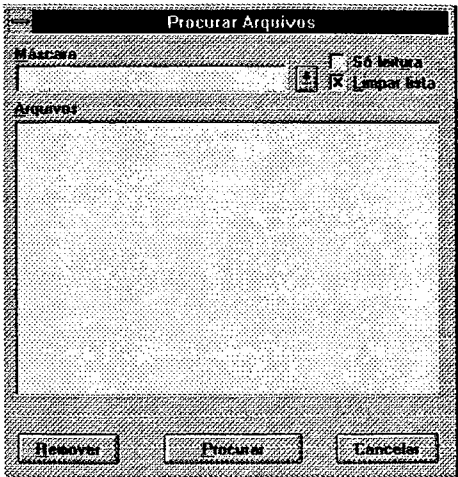 Procurar Arquivos
Máscara
Só leitura
Limpar lista
Arquivos
Remover Procurar Cancelar